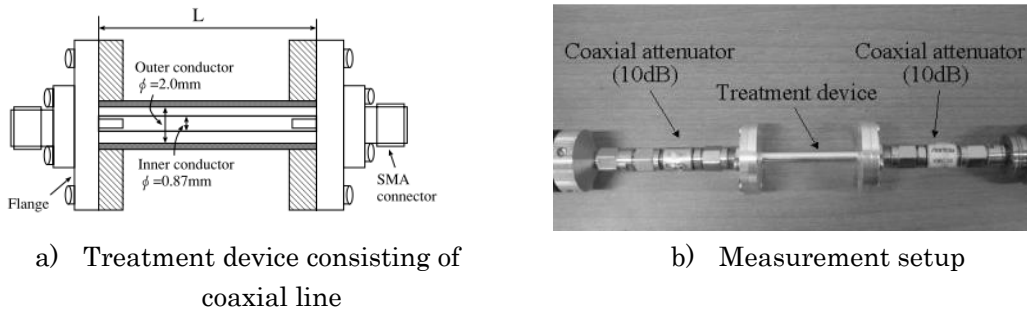 L
Outer conductor
ϕ =2.0mm
Inner conductor
ϕ =0.87mm
Flange
SMA
connector
Coaxial attenuator
(10dB)
Coaxial attenuator
(10dB)
Treatment device
a) Treatment device consisting of
coaxial line
b) Measurement setup